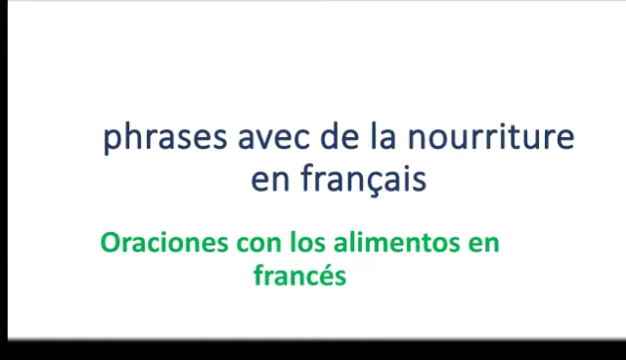 phrases avec de la nourriture
en français
Oraciones con los alimentos en
francés